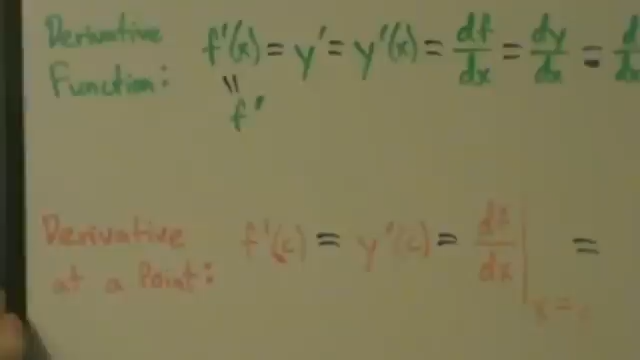 Derivative
Function: f'(x) = y' = y'(x) = df/dx = dy/dx =
"
f'
Derivative
at a Point: f'(c) = y'(c) = df/dx | =
x =